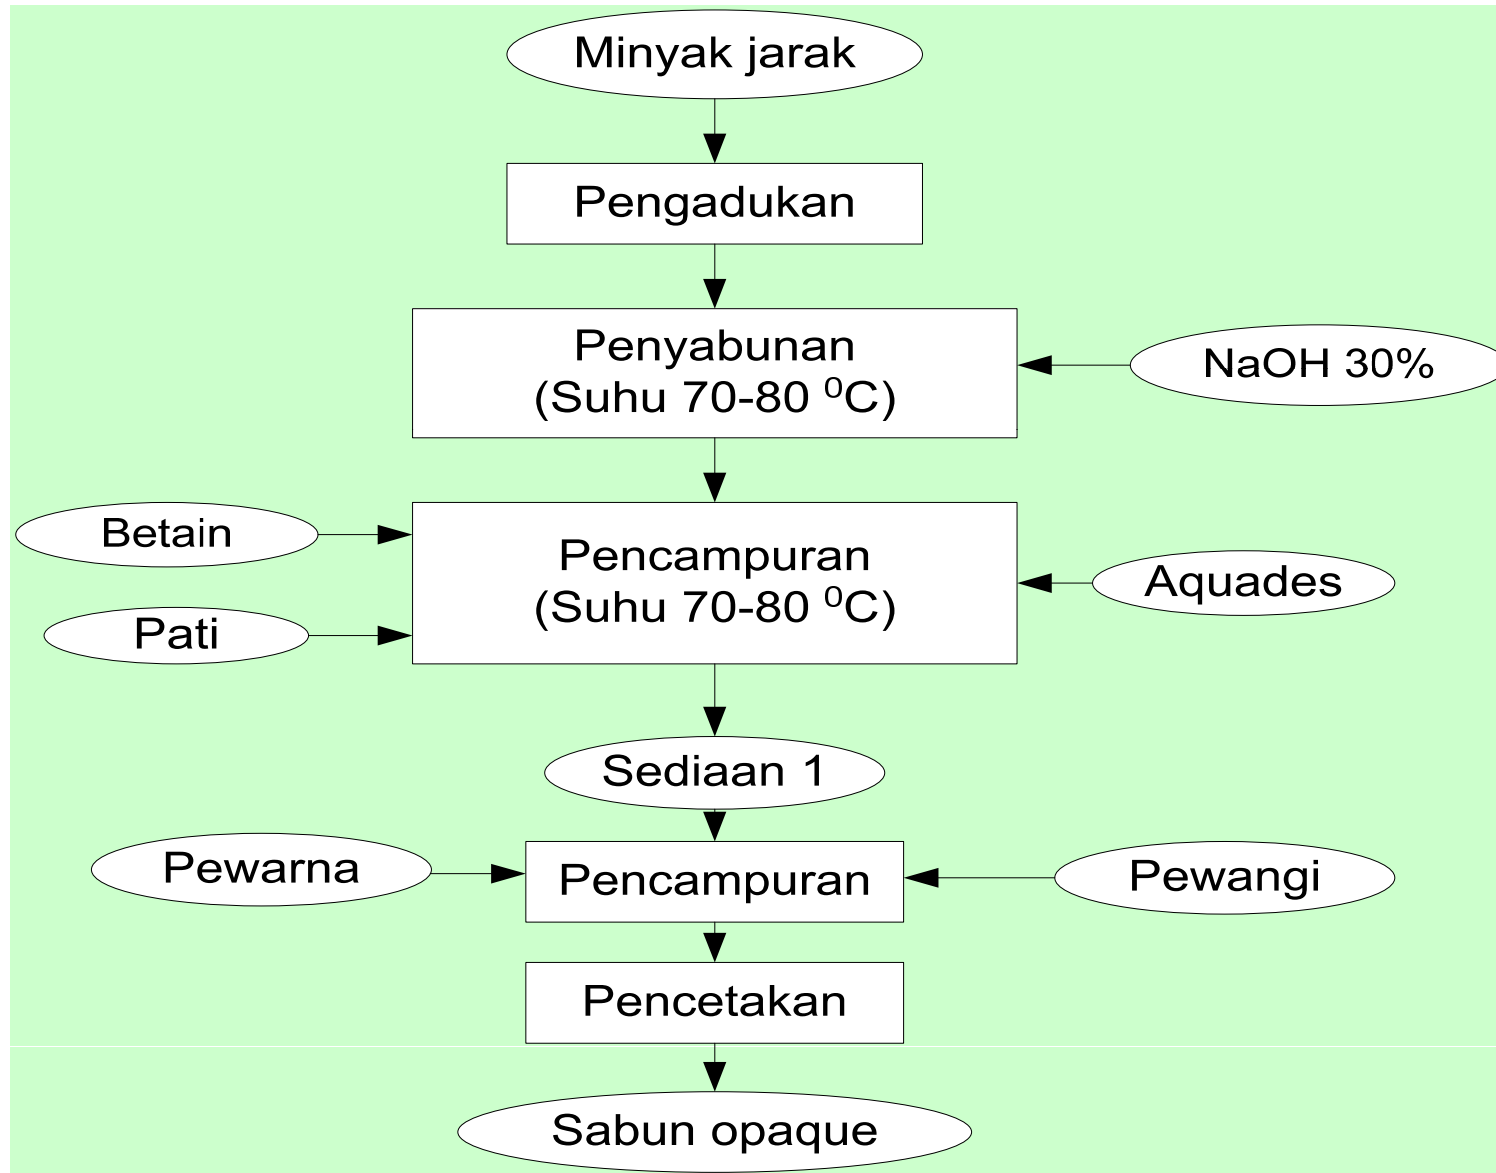 Minyak jarak
Pengadukan
Penyabunan
(Suhu 70-80 ⁰C)
NaOH 30%
Betain
Pencampuran
(Suhu 70-80 ⁰C)
Aquades
Pati
Sediaan 1
Pewarna
Pencampuran
Pewangi
Pencetakan
Sabun opaque